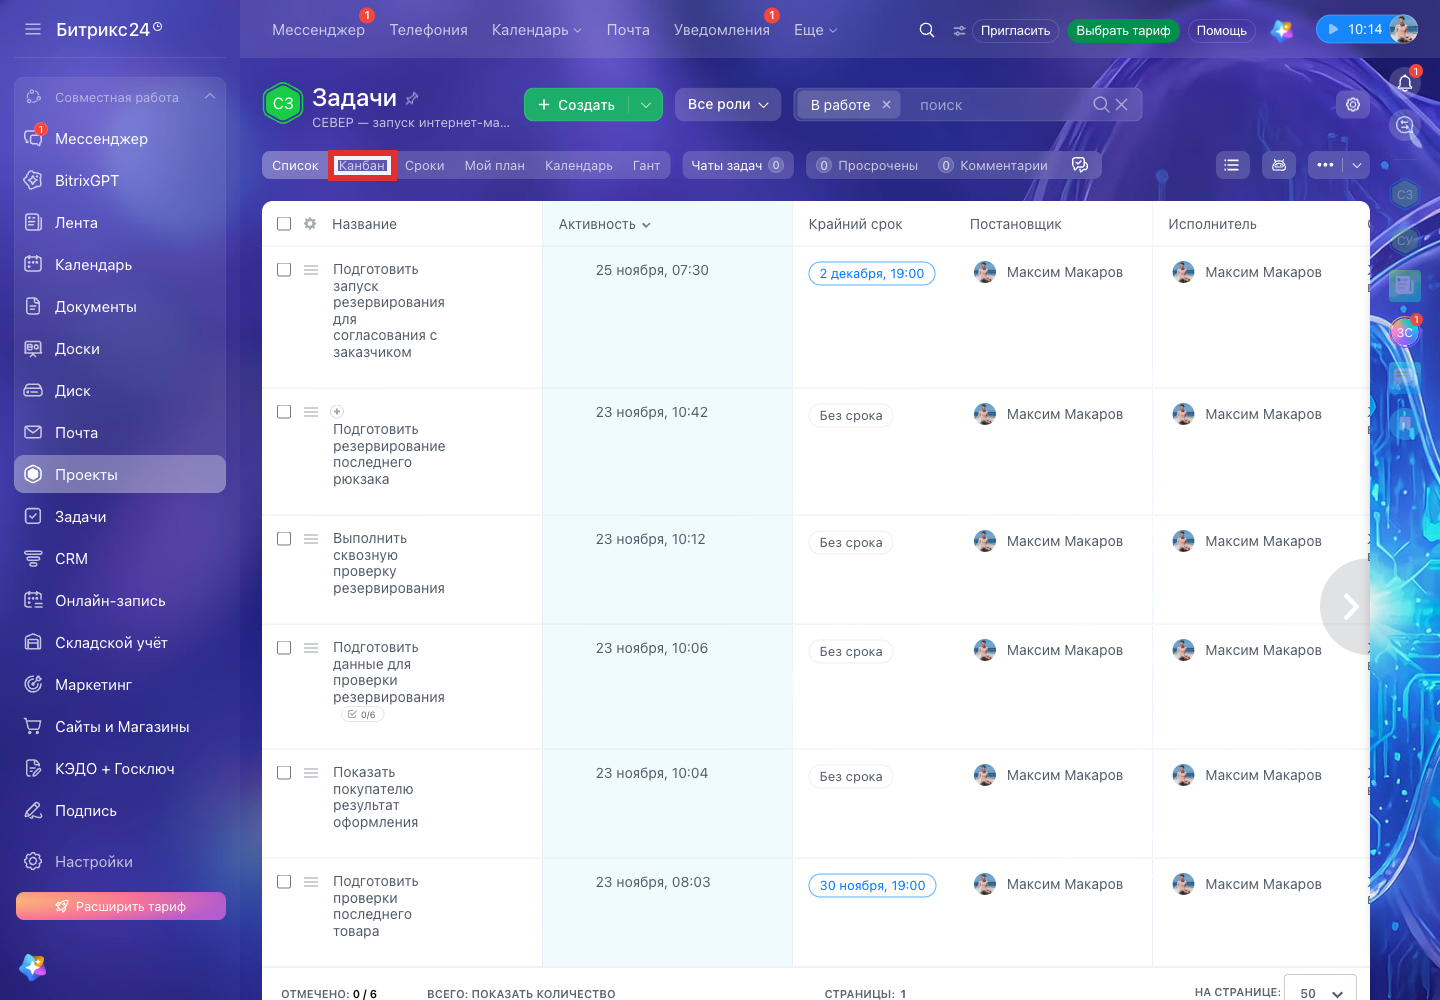 Битрикс24
Мессенджер 1
Телефония
Календарь
Почта
Уведомления 1
Еще
Пригласить
Выбрать тариф
Помощь
10:14
Совместная работа
Мессенджер 1
BitrixGPT
Лента
Календарь
Документы
Доски
Диск
Почта
Проекты
Задачи
CRM
Онлайн-запись
Складской учёт
Маркетинг
Сайты и Магазины
КЭДО + Госключ
Подпись
Настройки
Расширить тариф
СЗ
Задачи
СЕВЕР — запуск интернет-ма...
Создать
Все роли
В работе
поиск
Список
Канбан
Сроки
Мой план
Календарь
Гант
Чаты задач 0
0 Просрочены
0 Комментарии
Название
Активность
Крайний срок
Постановщик
Исполнитель
Подготовить
запуск
резервирования
для
согласования с
заказчиком
25 ноября, 07:30
2 декабря, 19:00
Максим Макаров
Максим Макаров
Подготовить
резервирование
последнего
рюкзака
23 ноября, 10:42
Без срока
Максим Макаров
Максим Макаров
Выполнить
сквозную
проверку
резервирования
23 ноября, 10:12
Без срока
Максим Макаров
Максим Макаров
Подготовить
данные для
проверки
резервирования
0/6
23 ноября, 10:06
Без срока
Максим Макаров
Максим Макаров
Показать
покупателю
результат
оформления
23 ноября, 10:04
Без срока
Максим Макаров
Максим Макаров
Подготовить
проверки
последнего
товара
23 ноября, 08:03
30 ноября, 19:00
Максим Макаров
Максим Макаров
ОТМЕЧЕНО: 0 / 6
ВСЕГО: ПОКАЗАТЬ КОЛИЧЕСТВО
СТРАНИЦЫ: 1
НА СТРАНИЦЕ: 50
1
СЗ
СУ
ЗС 1